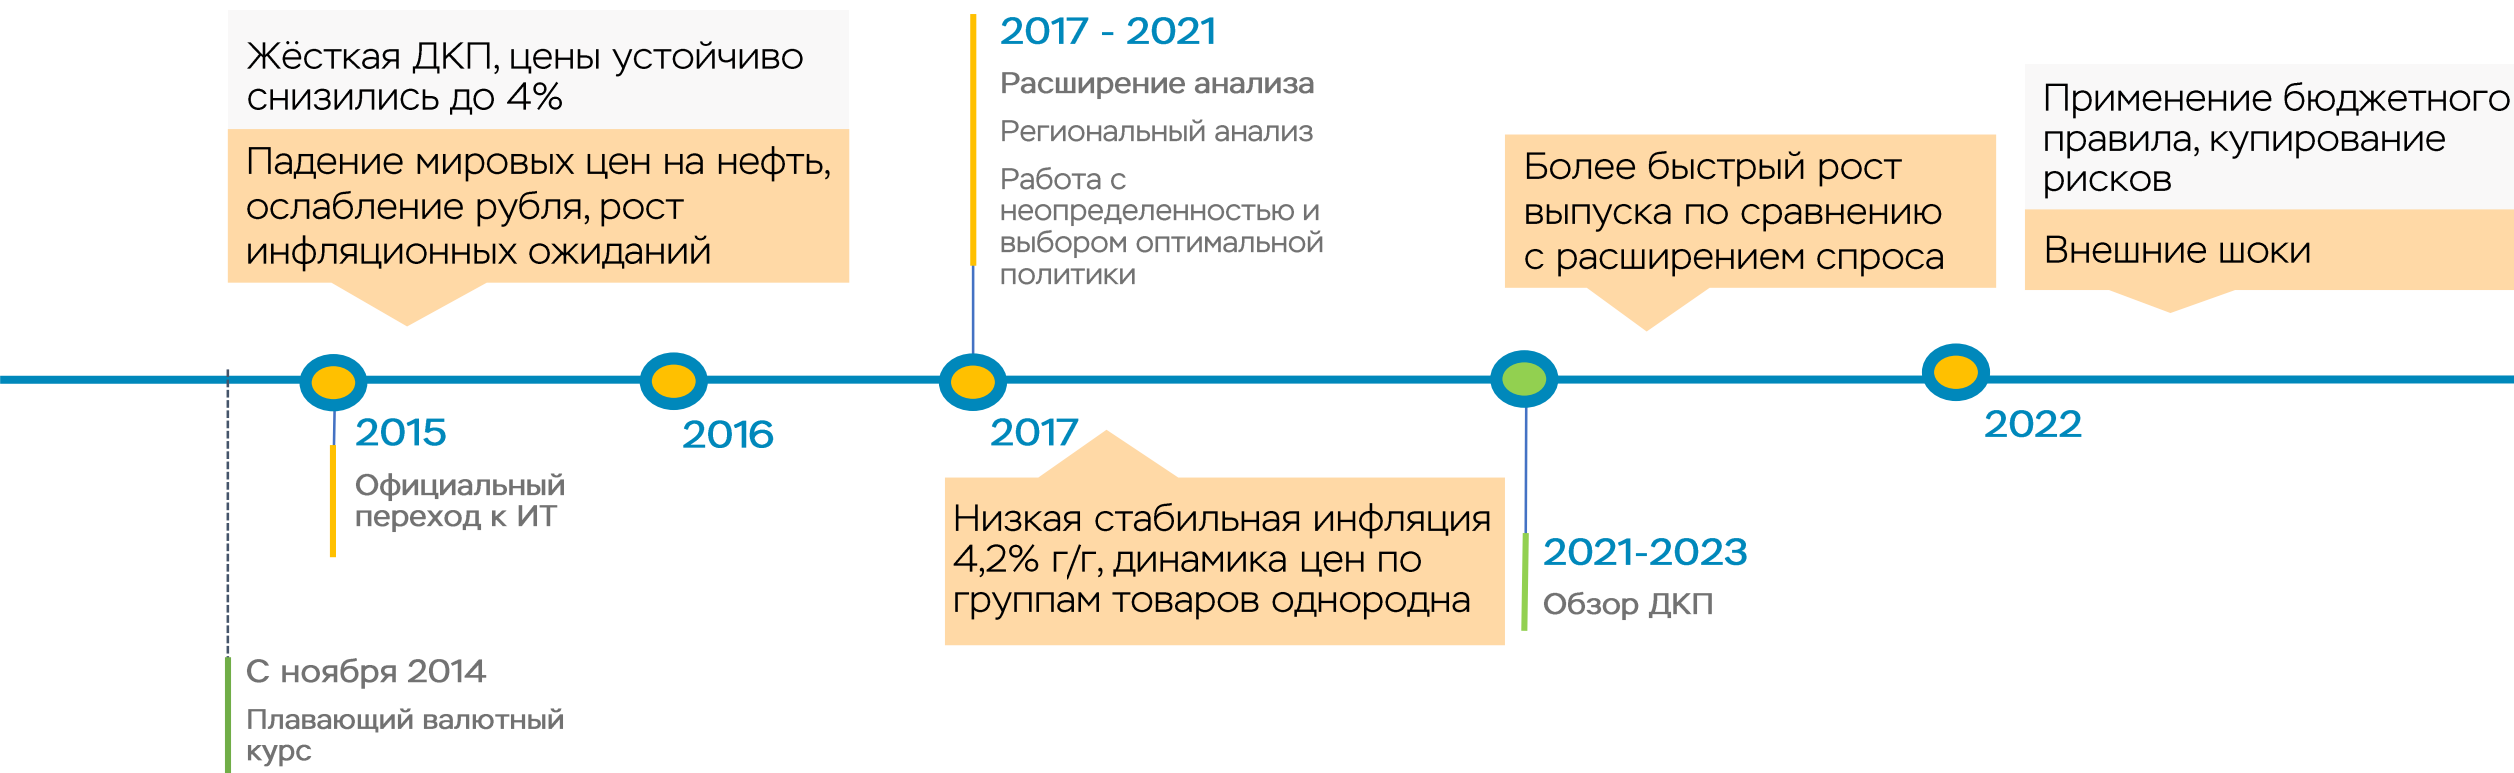 Жёсткая ДКП, цены устойчиво
снизились до 4%
Падение мировых цен на нефть,
ослабление рубля, рост
инфляционных ожиданий
2017 - 2021
Расширение анализа
Региональный анализ
Работа с
неопределенностью и
выбором оптимальной
политики
Более быстрый рост
выпуска по сравнению
с расширением спроса
Применение бюджетного
правила, купирование
рисков
Внешние шоки
2015
Официальный
переход к ИТ
2016
2017
2022
Низкая стабильная инфляция
4,2% г/г, динамика цен по
группам товаров однородна
2021-2023
Обзор ДКП
С ноября 2014
Плавающий валютный
курс